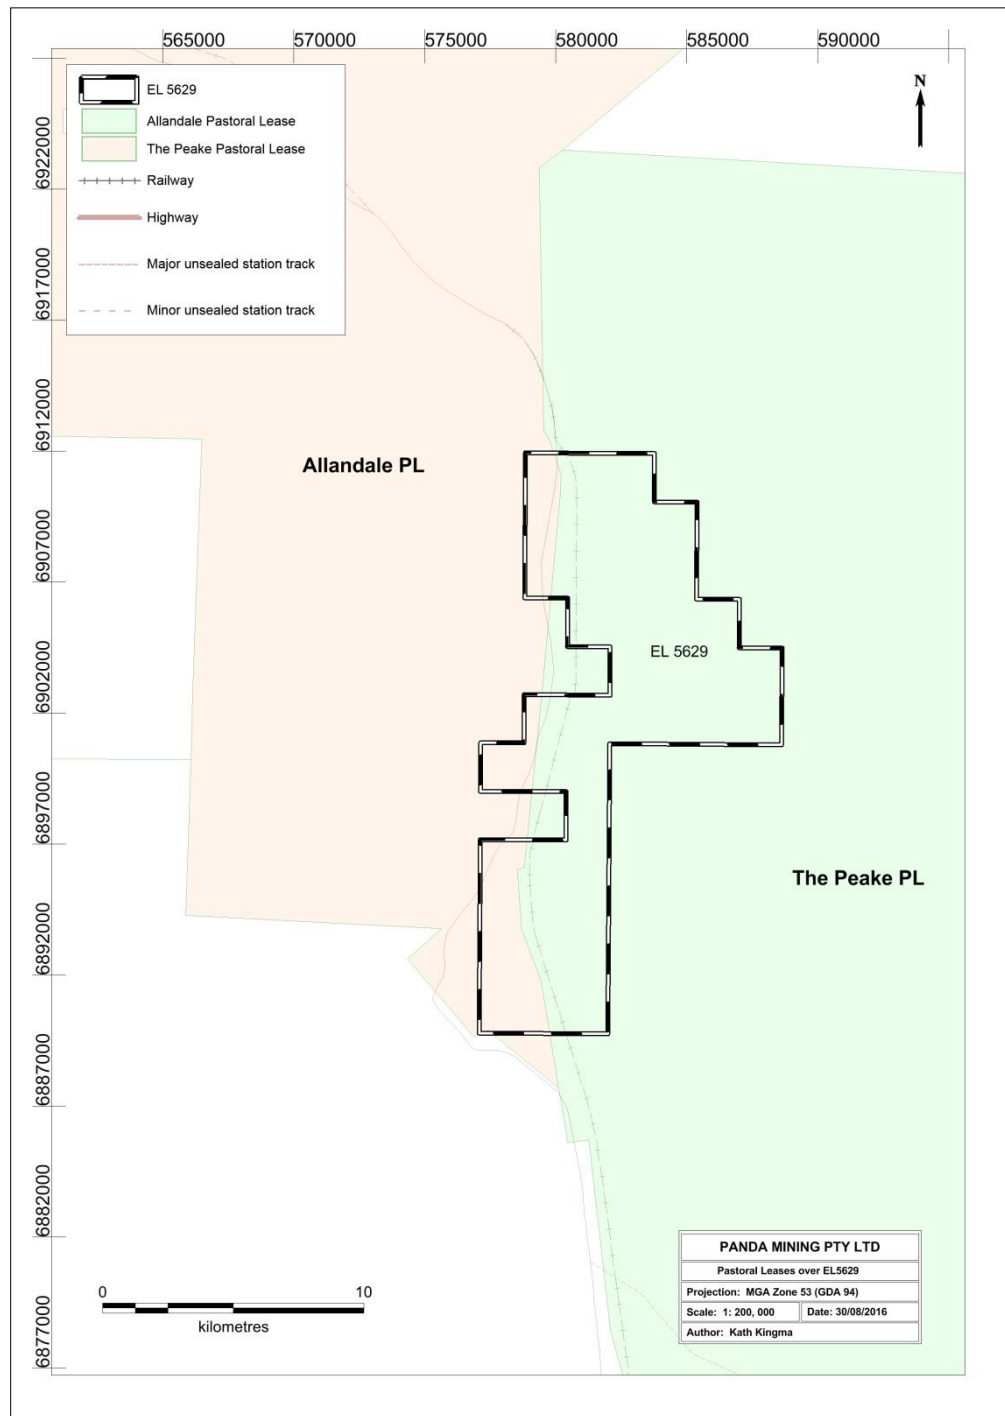 565000 570000 575000 580000 585000 590000
N
EL 5629
Allandale Pastoral Lease
The Peake Pastoral Lease
Railway
Highway
Major unsealed station track
Minor unsealed station track
6922000
6917000
6912000
6907000
6902000
6897000
6892000
6887000
6882000
6877000
Allandale PL
EL 5629
The Peake PL
0 10
kilometres
PANDA MINING PTY LTD
Pastoral Leases over EL5629
Projection: MGA Zone 53 (GDA 94)
Scale: 1: 200, 000 Date: 30/08/2016
Author: Kath Kingma